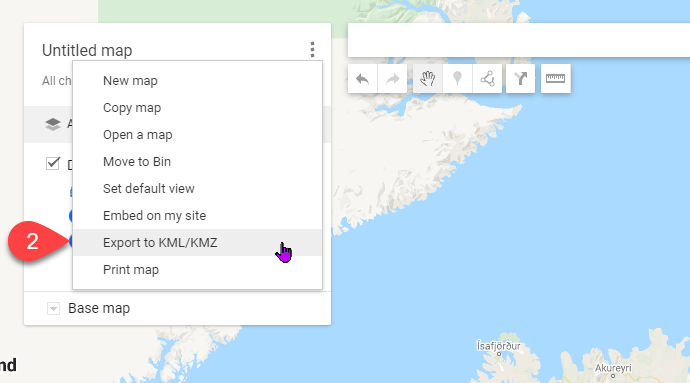 Untitled map
All ch
New map
Copy map
Open a map
Move to Bin
Set default view
Embed on my site
2
Export to KML/KMZ
Print map
Base map
Ísafjörður
Akureyri
nd